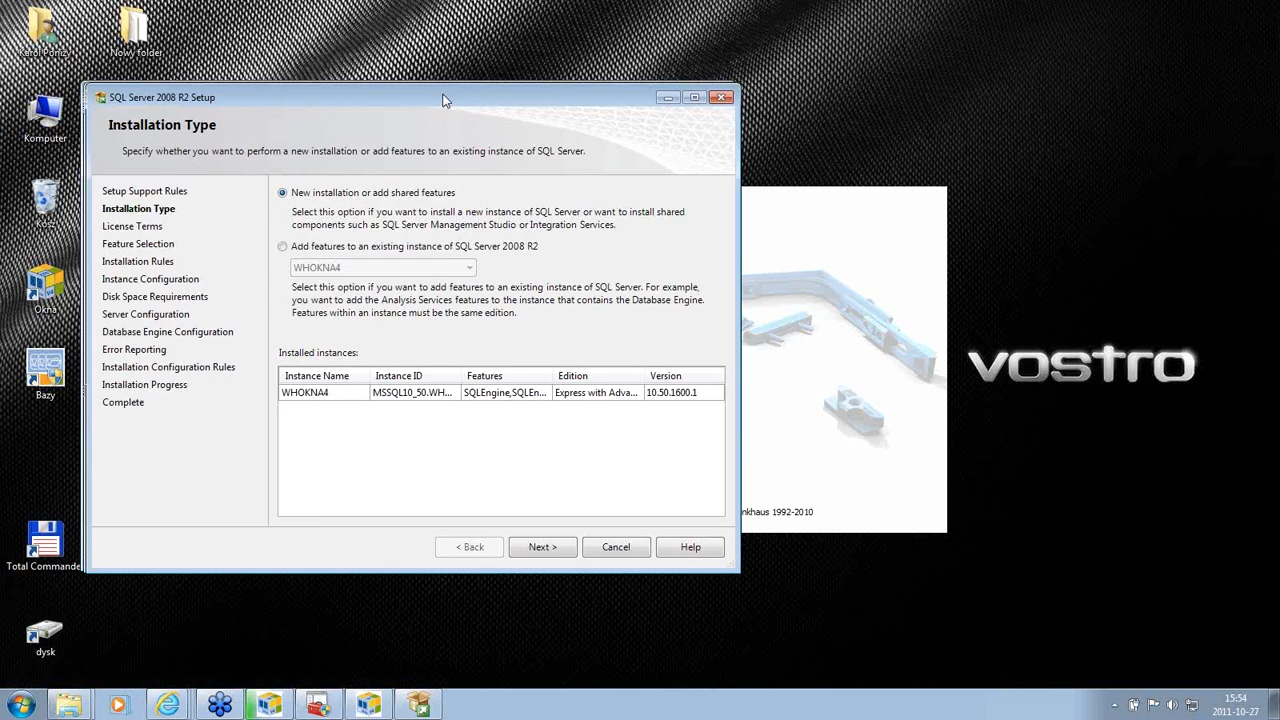 Karol Pondzy
Nowy folder
Komputer
Kosz
Okna
Bazy
Total Commande
dysk
SQL Server 2008 R2 Setup
Installation Type
Specify whether you want to perform a new installation or add features to an existing instance of SQL Server.
Setup Support Rules
Installation Type
License Terms
Feature Selection
Installation Rules
Instance Configuration
Disk Space Requirements
Server Configuration
Database Engine Configuration
Error Reporting
Installation Configuration Rules
Installation Progress
Complete
New installation or add shared features
Select this option if you want to install a new instance of SQL Server or want to install shared
components such as SQL Server Management Studio or Integration Services.
Add features to an existing instance of SQL Server 2008 R2
WHOKNA4
Select this option if you want to add features to an existing instance of SQL Server. For example,
you want to add the Analysis Services features to the instance that contains the Database Engine.
Features within an instance must be the same edition.
Installed instances:
Instance Name Instance ID Features Edition Version
WHOKNA4 MSSQL10_50.WH... SQLEngine,SQLEn... Express with Adva... 10.50.1600.1
< Back Next > Cancel Help
nkhaus 1992-2010
vostro
15:54
2011-10-27